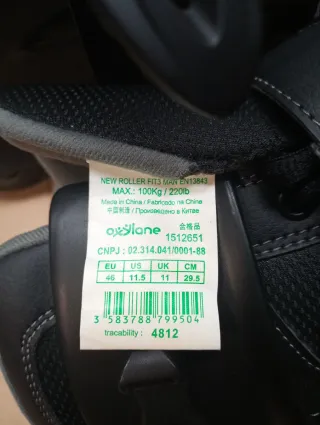 NEW ROLLER FIT3 MAN EN13843
MAX.: 100Kg / 220lb
Made in China / Fabricado na China
中国制造 / Произведено в Китае
oxylane 合格品
1512651
CNPJ : 02.314.041/0001-88
EU US UK CM
46 11.5 11 29.5
3 583788 799504
tracability : 4812